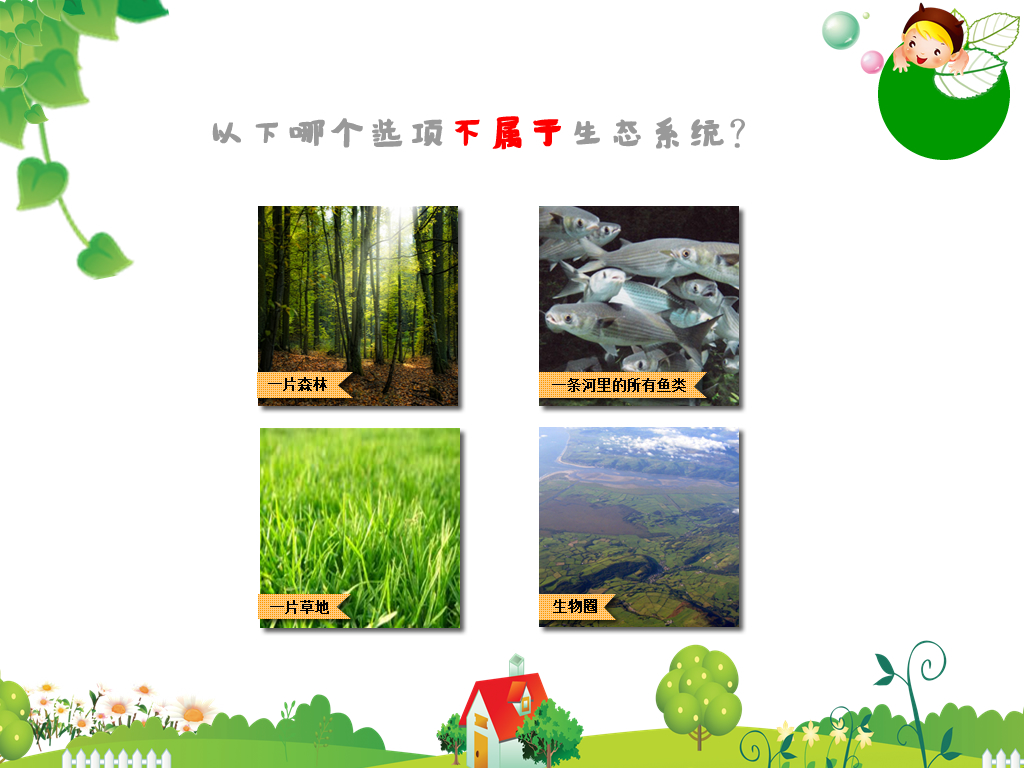 以下哪个选项不属于生态系统？
一片森林
一条河里的所有鱼类
一片草地
生物圈